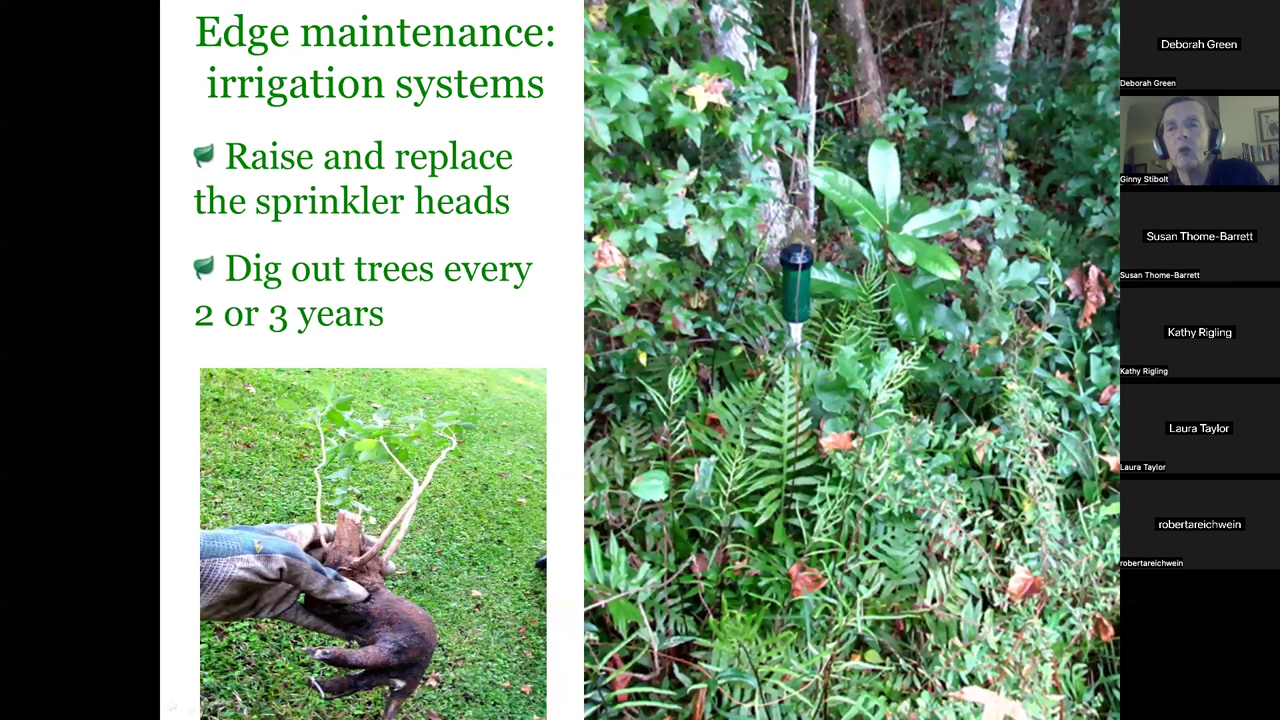 Edge maintenance:
irrigation systems
Raise and replace
the sprinkler heads
Dig out trees every
2 or 3 years
Deborah Green
Deborah Green
Ginny Stibolt
Susan Thome-Barrett
Susan Thome-Barrett
Kathy Rigling
Kathy Rigling
Laura Taylor
Laura Taylor
robertareichwein
robertareichwein